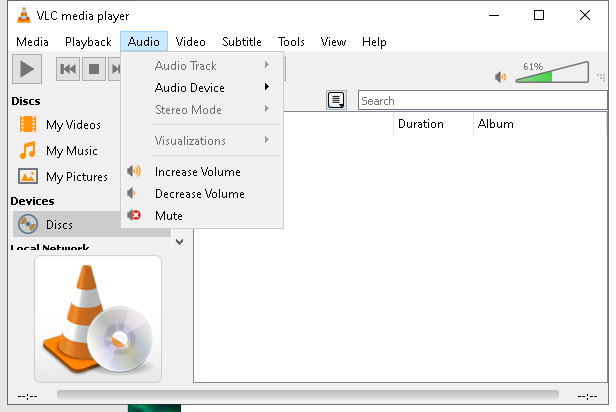 VLC media player
Media Playback Audio Video Subtitle Tools View Help
Audio Track
Audio Device
Stereo Mode
Visualizations
Increase Volume
Decrease Volume
Mute
61%
Search
Duration Album
Discs
My Videos
My Music
My Pictures
Devices
Discs
Local Network
--:-- --:--